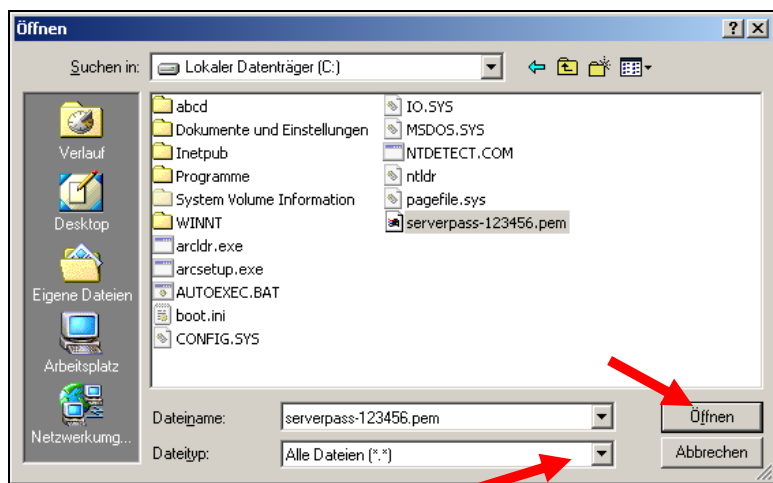 Öffnen
Suchen in: Lokaler Datenträger (C:)
Verlauf
Desktop
Eigene Dateien
Arbeitsplatz
Netzwerkumg...
abcd
Dokumente und Einstellungen
Inetpub
Programme
System Volume Information
WINNT
arcldr.exe
arcsetup.exe
AUTOEXEC.BAT
boot.ini
CONFIG.SYS
IO.SYS
MSDOS.SYS
NTDETECT.COM
ntldr
pagefile.sys
serverpass-123456.pem
Dateiname: serverpass-123456.pem Öffnen
Dateityp: Alle Dateien (*.*) Abbrechen